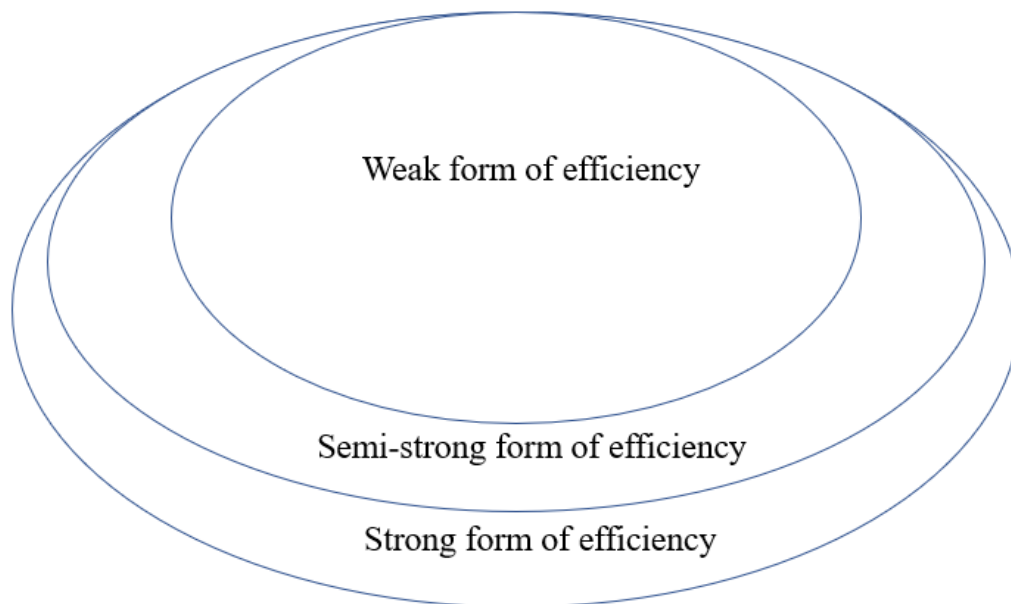 Weak form of efficiency
Semi-strong form of efficiency
Strong form of efficiency